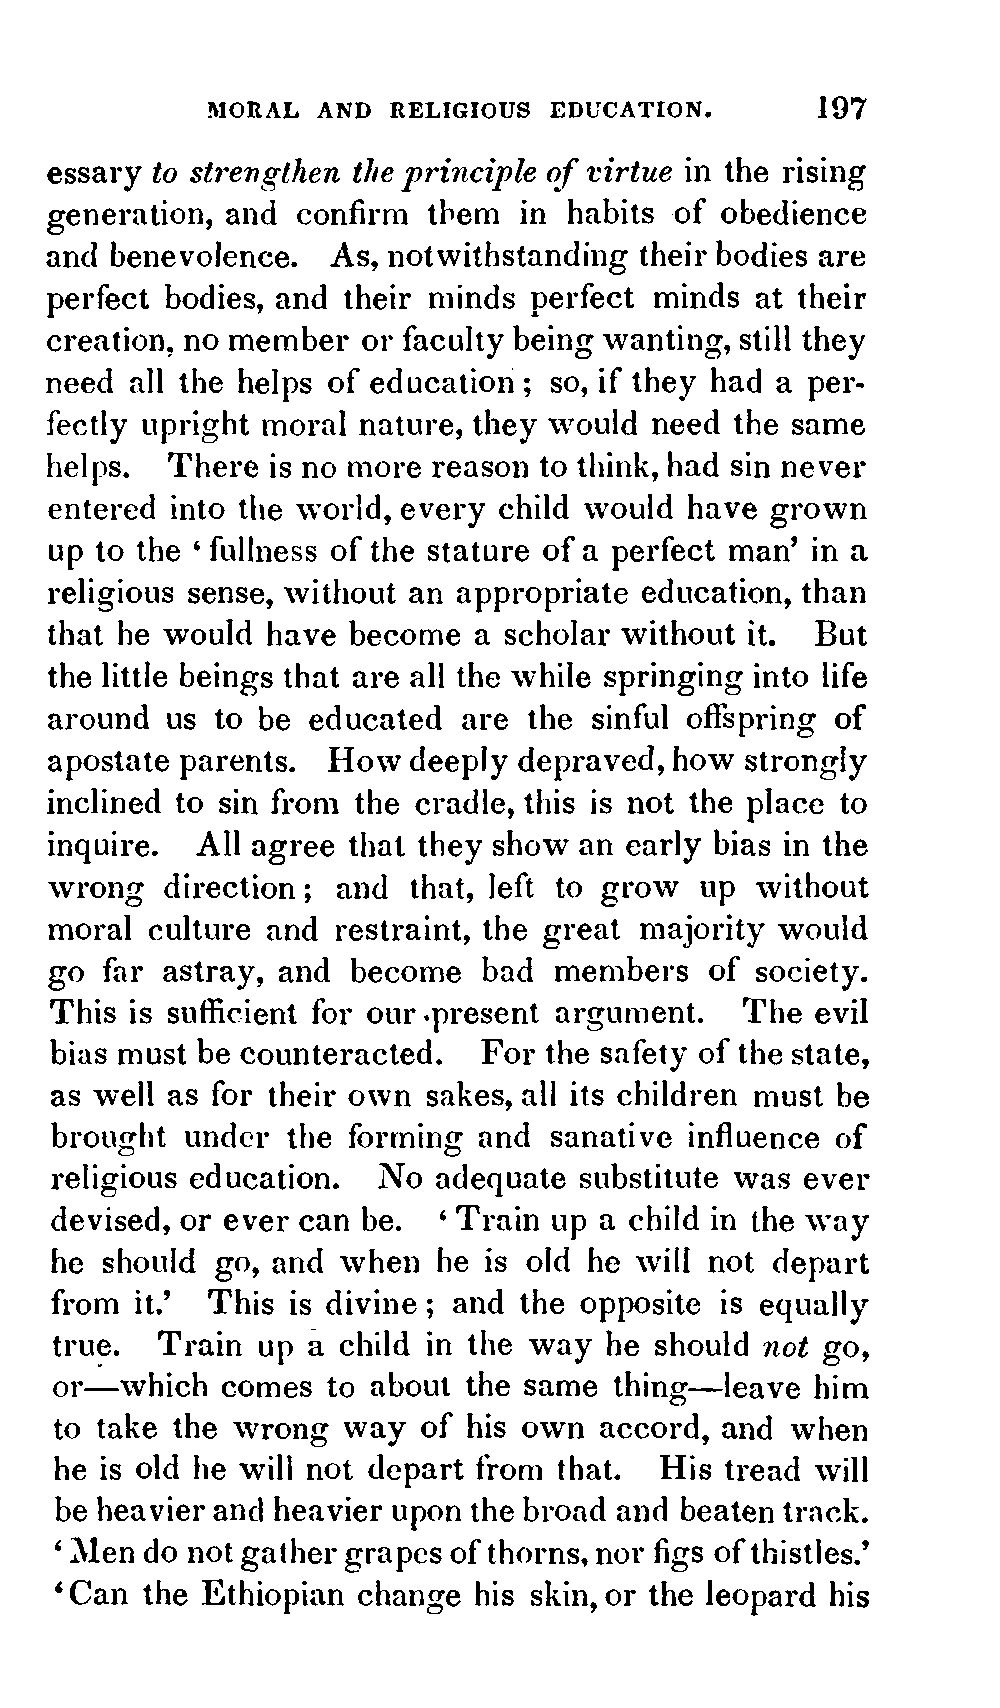 MORAL AND RELIGIOUS EDUCATION. 197
essary to strengthen the principle of virtue in the rising
generation, and confirm them in habits of obedience
and benevolence. As, notwithstanding their bodies are
perfect bodies, and their minds perfect minds at their
creation, no member or faculty being wanting, still they
need all the helps of education; so, if they had a per-
fectly upright moral nature, they would need the same
helps. There is no more reason to think, had sin never
entered into the world, every child would have grown
up to the ‘fullness of the stature of a perfect man’ in a
religious sense, without an appropriate education, than
that he would have become a scholar without it. But
the little beings that are all the while springing into life
around us to be educated are the sinful offspring of
apostate parents. How deeply depraved, how strongly
inclined to sin from the cradle, this is not the place to
inquire. All agree that they show an early bias in the
wrong direction; and that, left to grow up without
moral culture and restraint, the great majority would
go far astray, and become bad members of society.
This is sufficient for our present argument. The evil
bias must be counteracted. For the safety of the state,
as well as for their own sakes, all its children must be
brought under the forming and sanative influence of
religious education. No adequate substitute was ever
devised, or ever can be. ‘Train up a child in the way
he should go, and when he is old he will not depart
from it.’ This is divine; and the opposite is equally
true. Train up a child in the way he should not go,
or—which comes to about the same thing—leave him
to take the wrong way of his own accord, and when
he is old he will not depart from that. His tread will
be heavier and heavier upon the broad and beaten track.
‘Men do not gather grapes of thorns, nor figs of thistles.’
‘Can the Ethiopian change his skin, or the leopard his